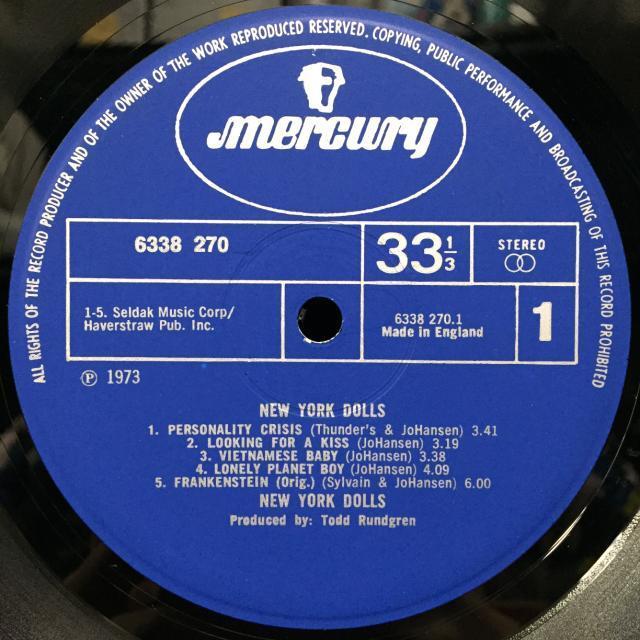 ALL RIGHTS OF THE RECORD PRODUCER AND OF THE OWNER OF THE WORK REPRODUCED RESERVED. COPYING, PUBLIC PERFORMANCE AND BROADCASTING OF THIS RECORD PROHIBITED
mercury
6338 270
33⅓
STEREO
1-5. Seldak Music Corp/
Haverstraw Pub. Inc.
6338 270.1
Made in England
1
Ⓟ 1973
NEW YORK DOLLS
1. PERSONALITY CRISIS (Thunder's & JoHansen) 3.41
2. LOOKING FOR A KISS (JoHansen) 3.19
3. VIETNAMESE BABY (JoHansen) 3.38
4. LONELY PLANET BOY (JoHansen) 4.09
5. FRANKENSTEIN (Orig.) (Sylvain & JoHansen) 6.00
NEW YORK DOLLS
Produced by: Todd Rundgren